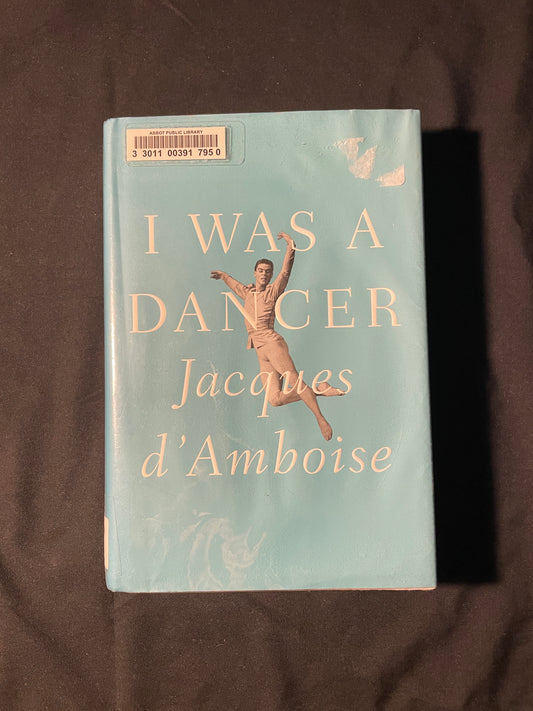 ABBOT PUBLIC LIBRARY
3 3011 00391 795 0
I WAS A
DANCER
Jacques
d'Amboise